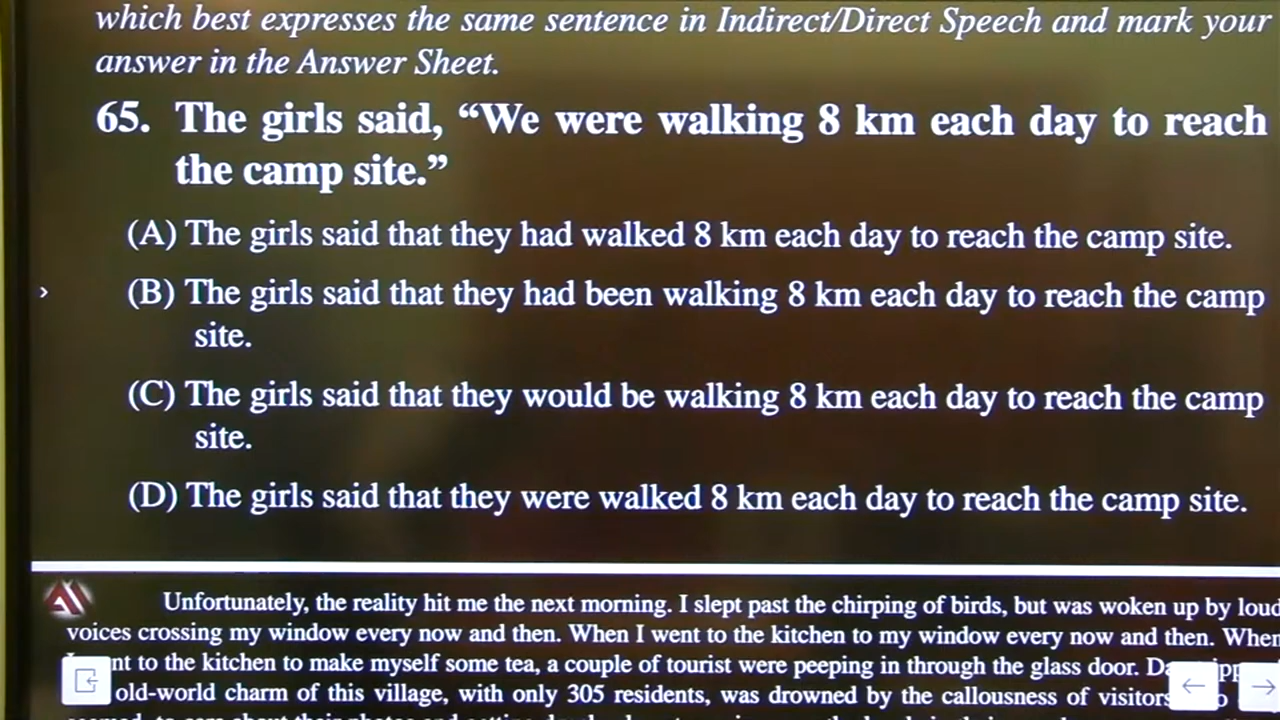 which best expresses the same sentence in Indirect/Direct Speech and mark your
answer in the Answer Sheet.
65. The girls said, “We were walking 8 km each day to reach
the camp site.”
(A) The girls said that they had walked 8 km each day to reach the camp site.
(B) The girls said that they had been walking 8 km each day to reach the camp
site.
(C) The girls said that they would be walking 8 km each day to reach the camp
site.
(D) The girls said that they were walked 8 km each day to reach the camp site.
Unfortunately, the reality hit me the next morning. I slept past the chirping of birds, but was woken up by loud
voices crossing my window every now and then. When I went to the kitchen to my window every now and then. When
to the kitchen to make myself some tea, a couple of tourist were peeping in through the glass door.
old-world charm of this village, with only 305 residents, was drowned by the callousness of visitors